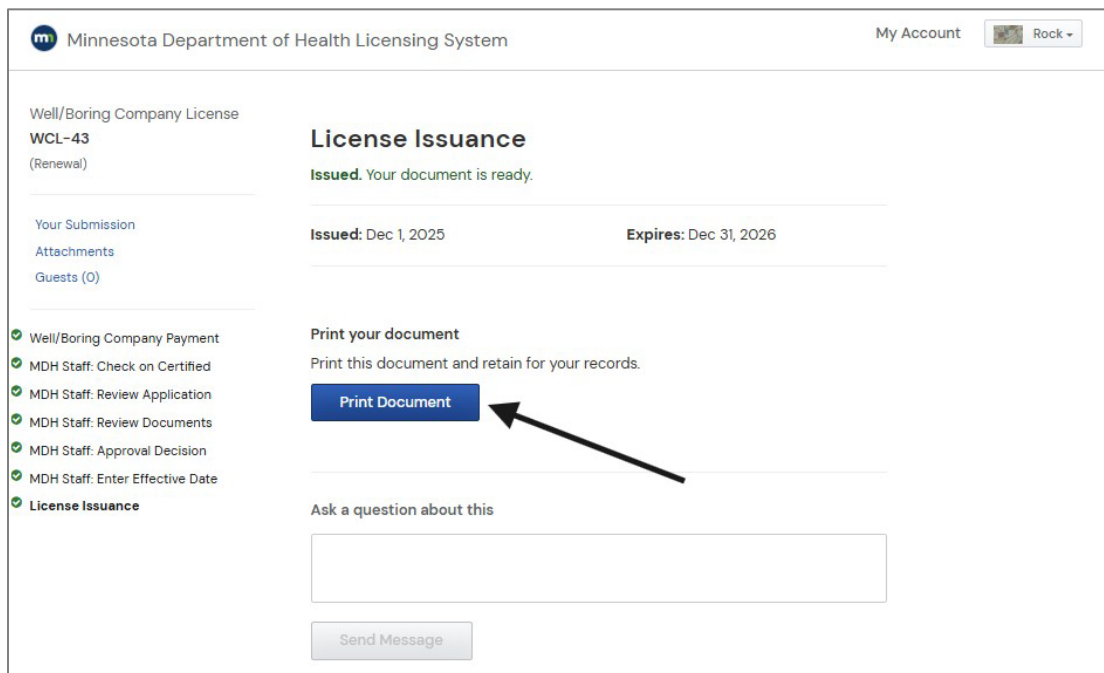 m
Minnesota Department of Health Licensing System
My Account
Rock
Well/Boring Company License
WCL-43
(Renewal)
Your Submission
Attachments
Guests (0)
Well/Boring Company Payment
MDH Staff: Check on Certified
MDH Staff: Review Application
MDH Staff: Review Documents
MDH Staff: Approval Decision
MDH Staff: Enter Effective Date
License Issuance
License Issuance
Issued. Your document is ready.
Issued: Dec 1, 2025 Expires: Dec 31, 2026
Print your document
Print this document and retain for your records.
Print Document
Ask a question about this
Send Message